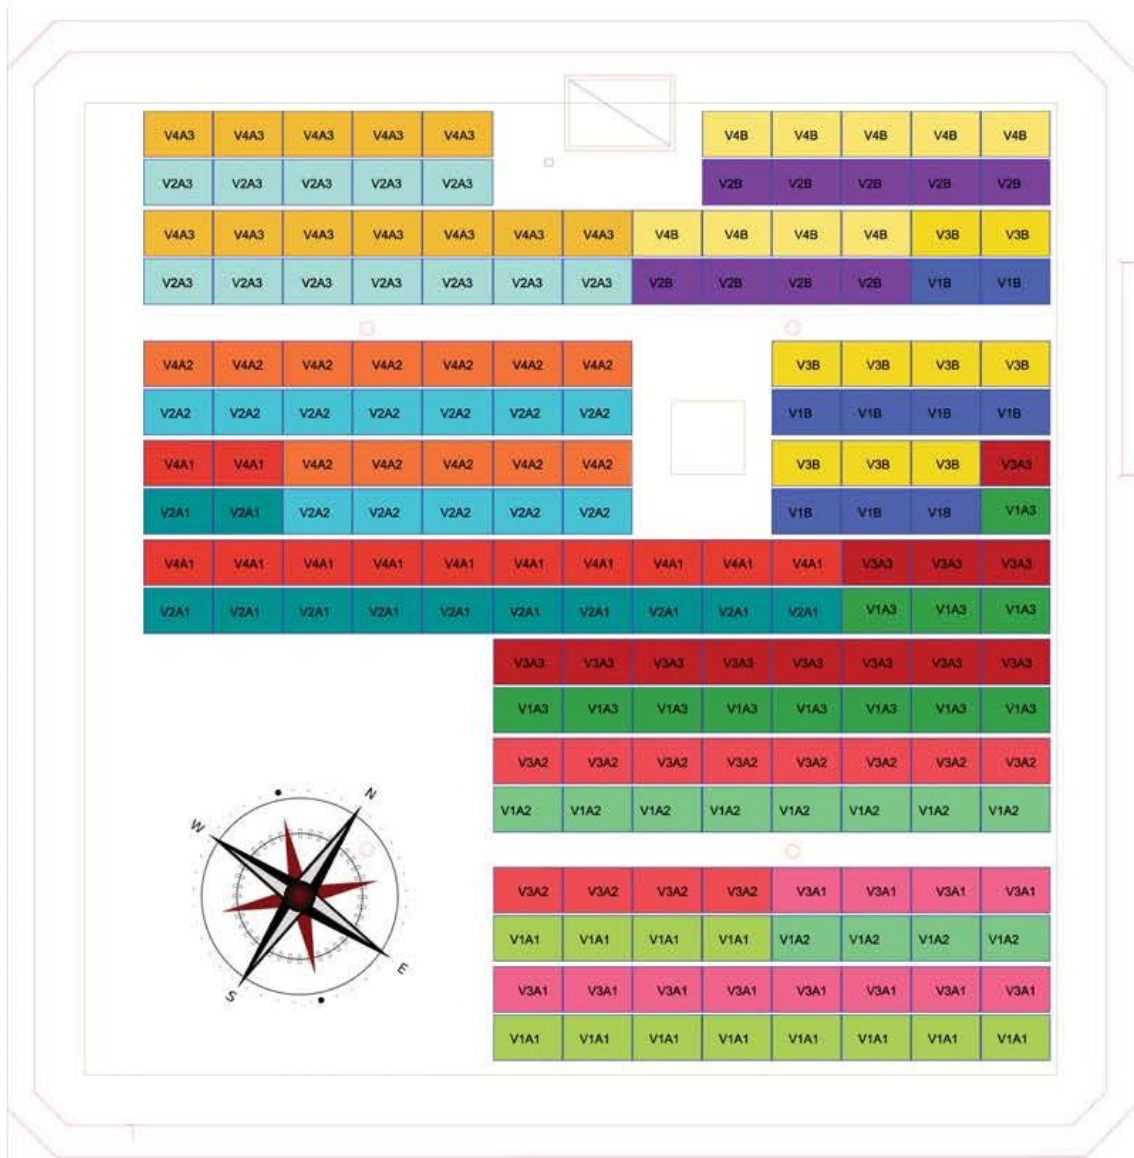 V4A3 V4A3 V4A3 V4A3 V4A3 V4B V4B V4B V4B V4B
V2A3 V2A3 V2A3 V2A3 V2A3 V2B V2B V2B V2B V2B
V4A3 V4A3 V4A3 V4A3 V4A3 V4A3 V4A3 V4B V4B V4B V4B V3B V3B
V2A3 V2A3 V2A3 V2A3 V2A3 V2A3 V2A3 V2B V2B V2B V2B V1B V1B
V4A2 V4A2 V4A2 V4A2 V4A2 V4A2 V4A2 V3B V3B V3B V3B
V2A2 V2A2 V2A2 V2A2 V2A2 V2A2 V2A2 V1B V1B V1B V1B
V4A1 V4A1 V4A2 V4A2 V4A2 V4A2 V4A2 V3B V3B V3B V3A3
V2A1 V2A1 V2A2 V2A2 V2A2 V2A2 V2A2 V1B V1B V1B V1A3
V4A1 V4A1 V4A1 V4A1 V4A1 V4A1 V4A1 V4A1 V4A1 V4A1 V3A3 V3A3 V3A3
V2A1 V2A1 V2A1 V2A1 V2A1 V2A1 V2A1 V2A1 V2A1 V2A1 V1A3 V1A3 V1A3
V3A3 V3A3 V3A3 V3A3 V3A3 V3A3 V3A3 V3A3
V1A3 V1A3 V1A3 V1A3 V1A3 V1A3 V1A3 V1A3
V3A2 V3A2 V3A2 V3A2 V3A2 V3A2 V3A2 V3A2
V1A2 V1A2 V1A2 V1A2 V1A2 V1A2 V1A2 V1A2
V3A2 V3A2 V3A2 V3A2 V3A1 V3A1 V3A1 V3A1
V1A1 V1A1 V1A1 V1A1 V1A2 V1A2 V1A2 V1A2
V3A1 V3A1 V3A1 V3A1 V3A1 V3A1 V3A1 V3A1
V1A1 V1A1 V1A1 V1A1 V1A1 V1A1 V1A1 V1A1
N
W
E
S